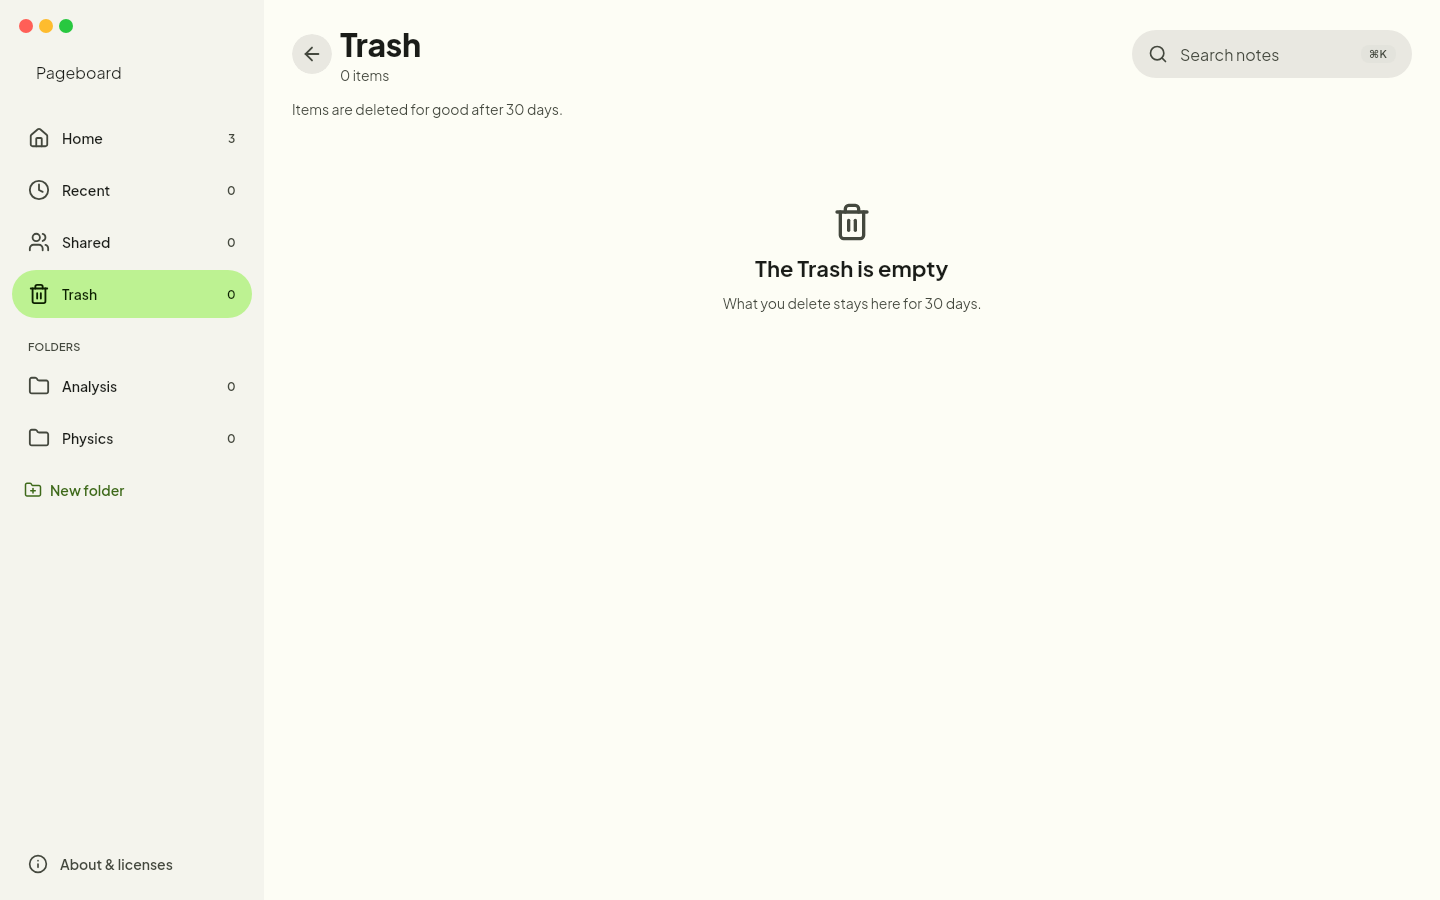 Pageboard
Home 3
Recent 0
Shared 0
Trash 0
FOLDERS
Analysis 0
Physics 0
New folder
About & licenses
Trash
0 items
Search notes ⌘K
Items are deleted for good after 30 days.
The Trash is empty
What you delete stays here for 30 days.